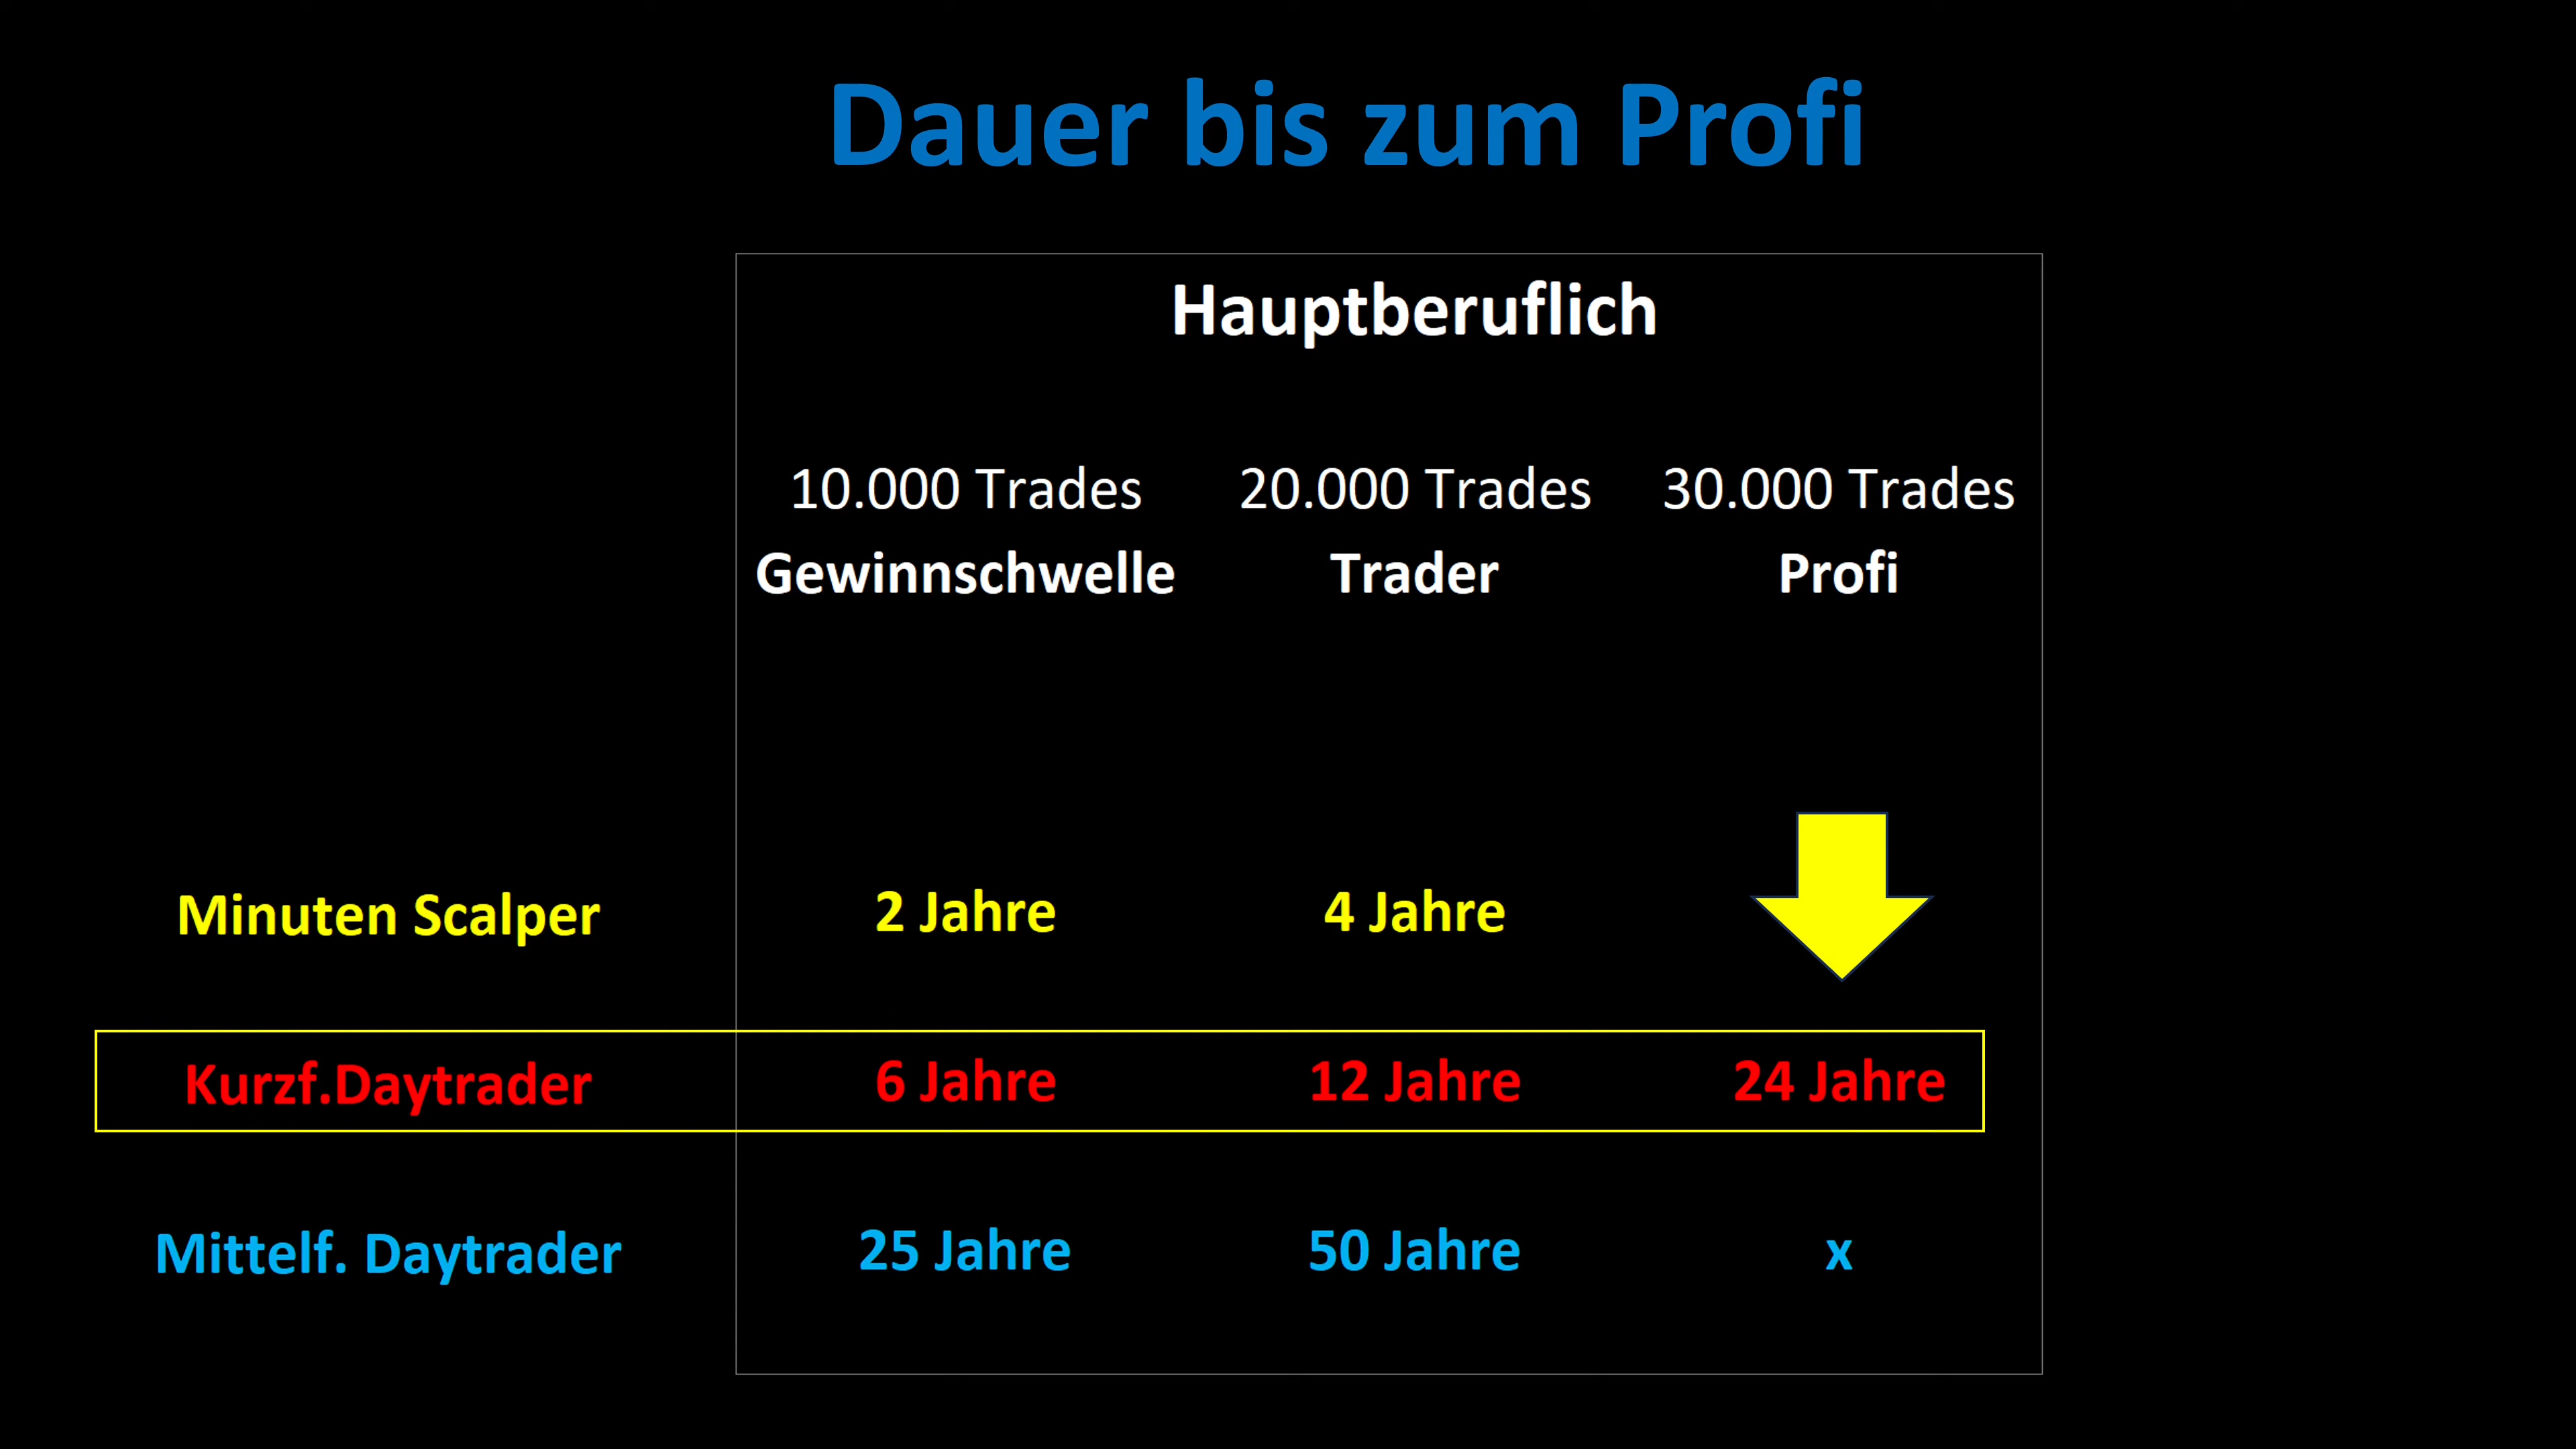 Dauer bis zum Profi
Hauptberuflich
10.000 Trades 20.000 Trades 30.000 Trades
Gewinnschwelle Trader Profi
Minuten Scalper 2 Jahre 4 Jahre
Kurzf.Daytrader 6 Jahre 12 Jahre 24 Jahre
Mittelf. Daytrader 25 Jahre 50 Jahre x